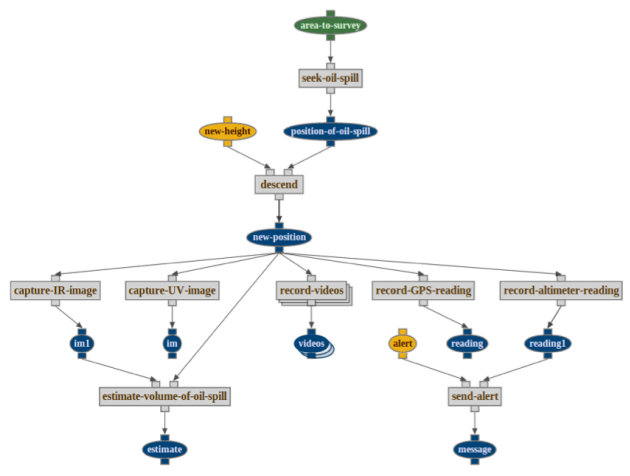 area-to-survey
seek-oil-spill
new-height
position-of-oil-spill
descend
new-position
capture-IR-image
capture-UV-image
record-videos
record-GPS-reading
record-altimeter-reading
im1
im
videos
alert
reading
reading1
estimate-volume-of-oil-spill
send-alert
estimate
message